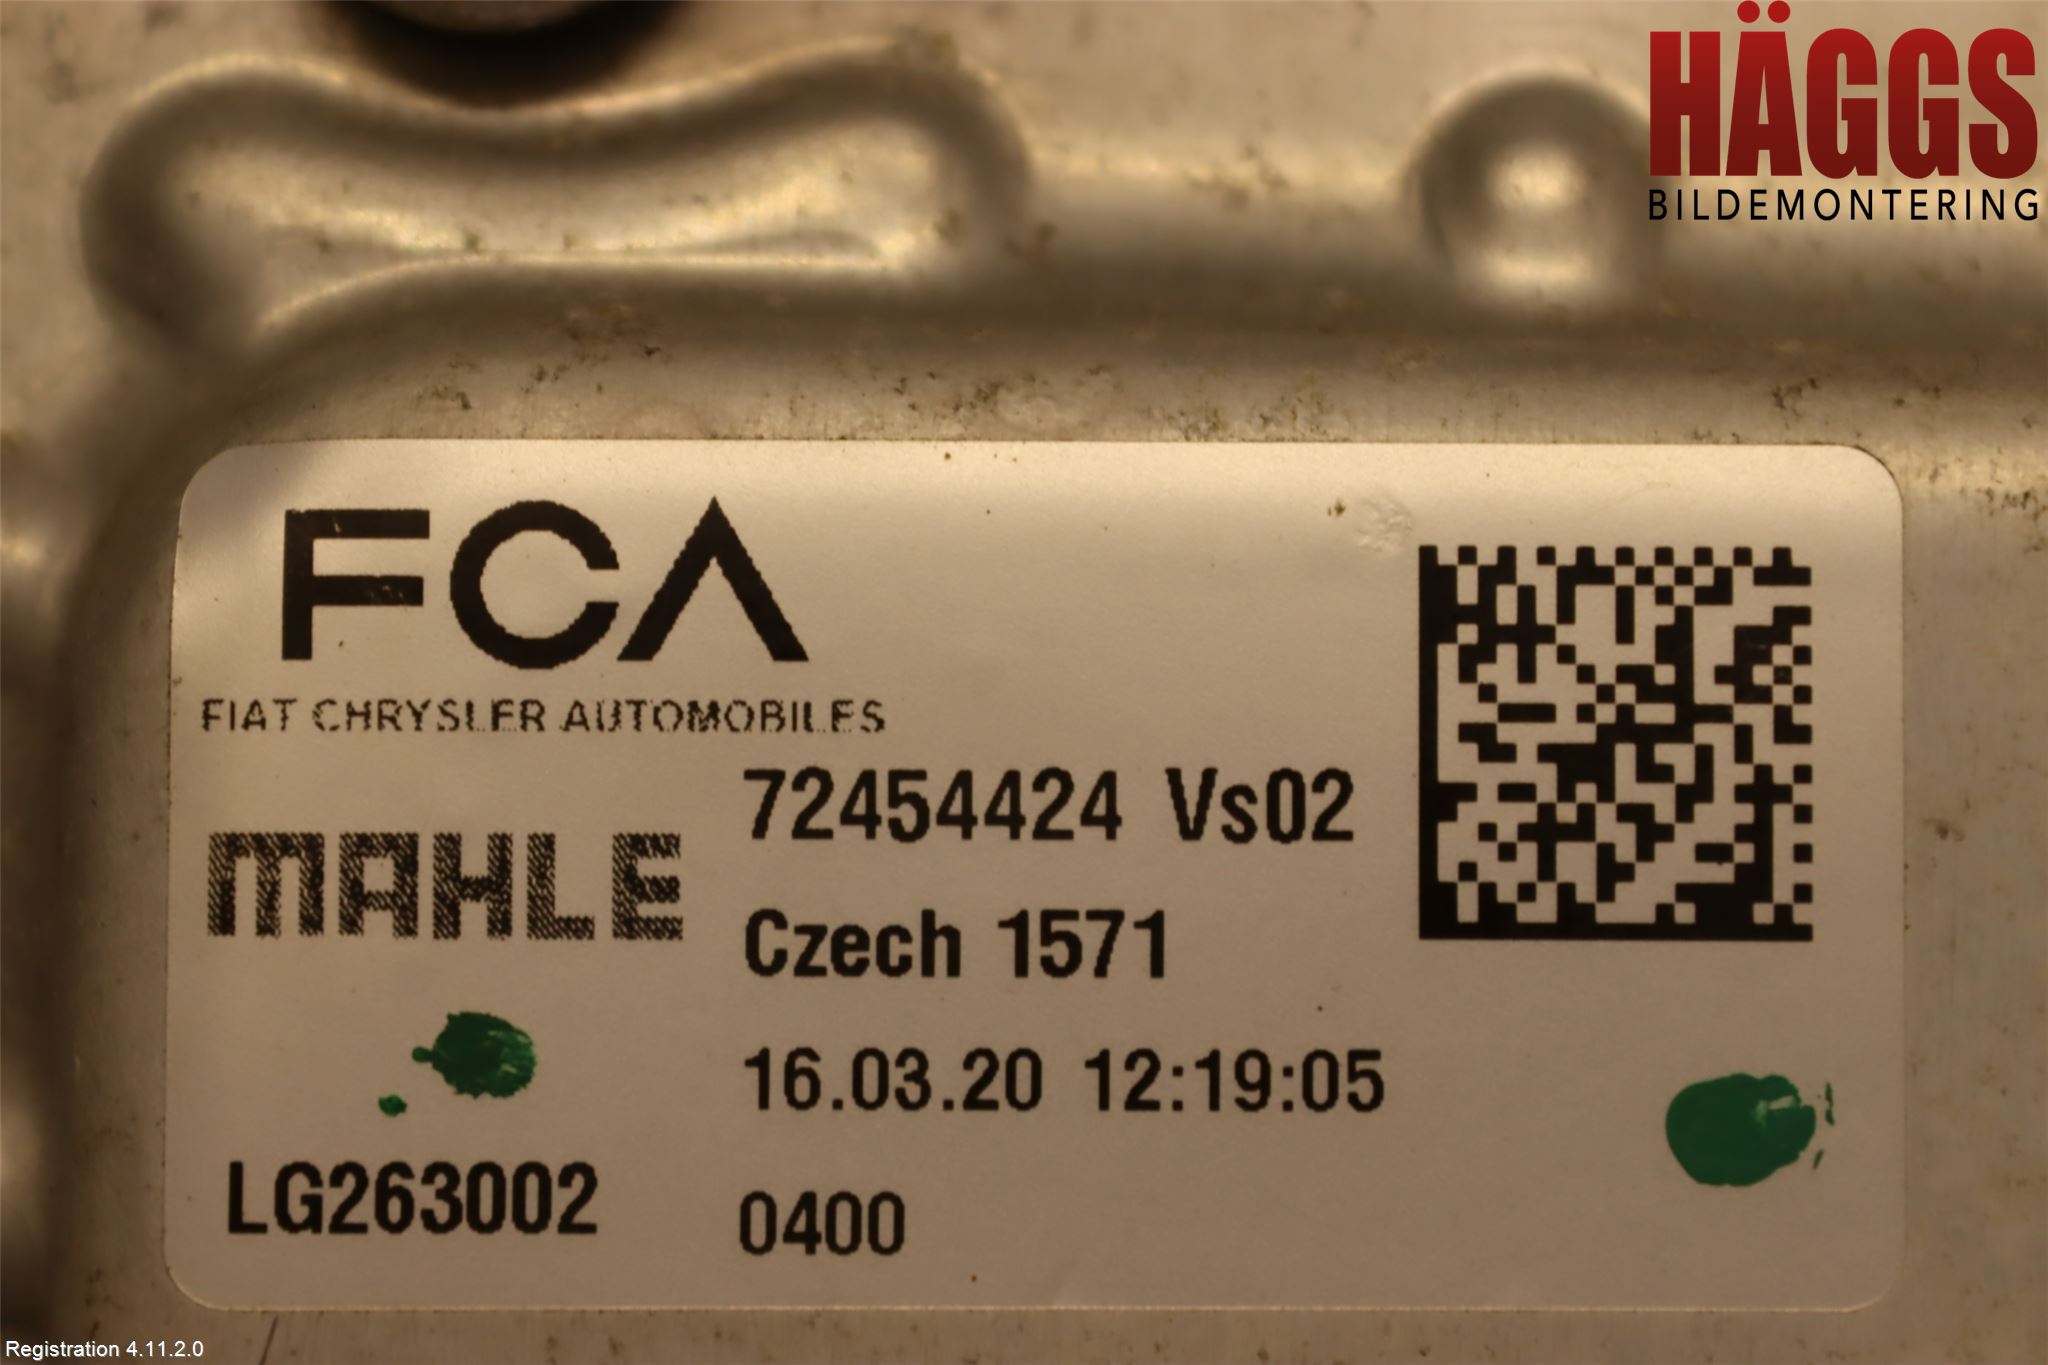 HÄGGS
BILDEMONTERING
FCA
FIAT CHRYSLER AUTOMOBILES
72454424 Vs02
MAHLE
Czech 1571
16.03.20 12:19:05
LG263002
0400
Registration 4.11.2.0